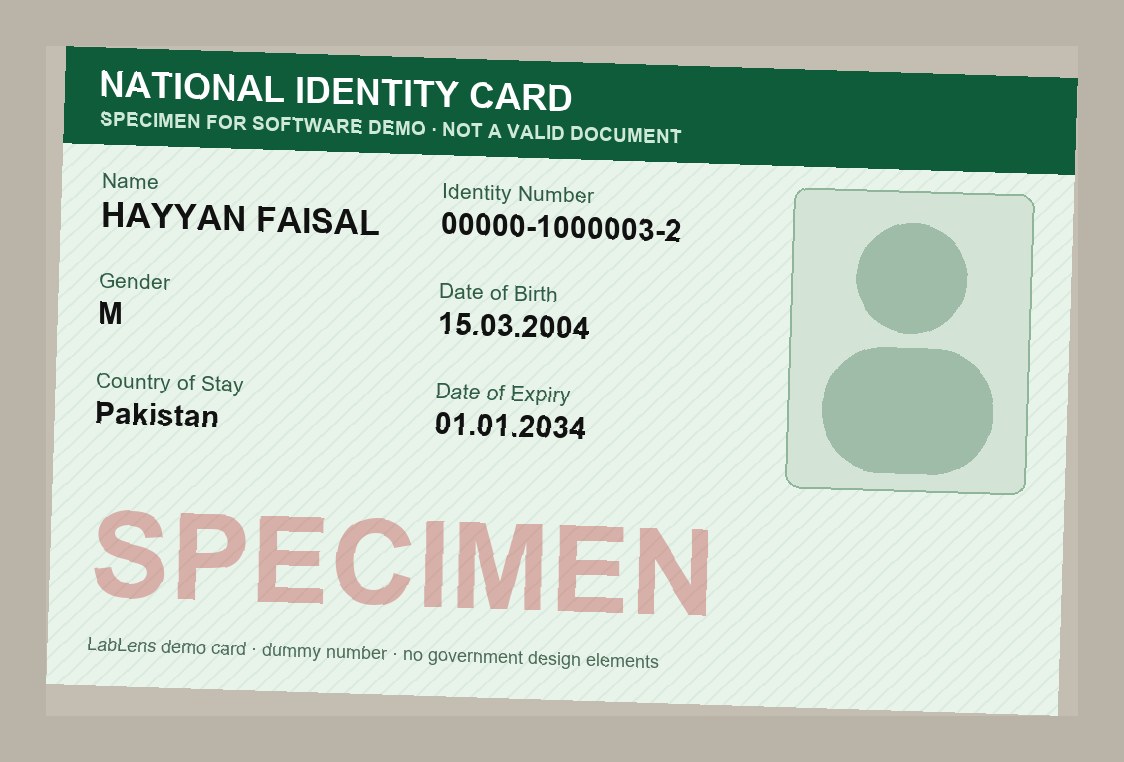 NATIONAL IDENTITY CARD
SPECIMEN FOR SOFTWARE DEMO · NOT A VALID DOCUMENT
Name
HAYYAN FAISAL
Identity Number
00000-1000003-2
Gender
M
Date of Birth
15.03.2004
Country of Stay
Pakistan
Date of Expiry
01.01.2034
SPECIMEN
LabLens demo card · dummy number · no government design elements